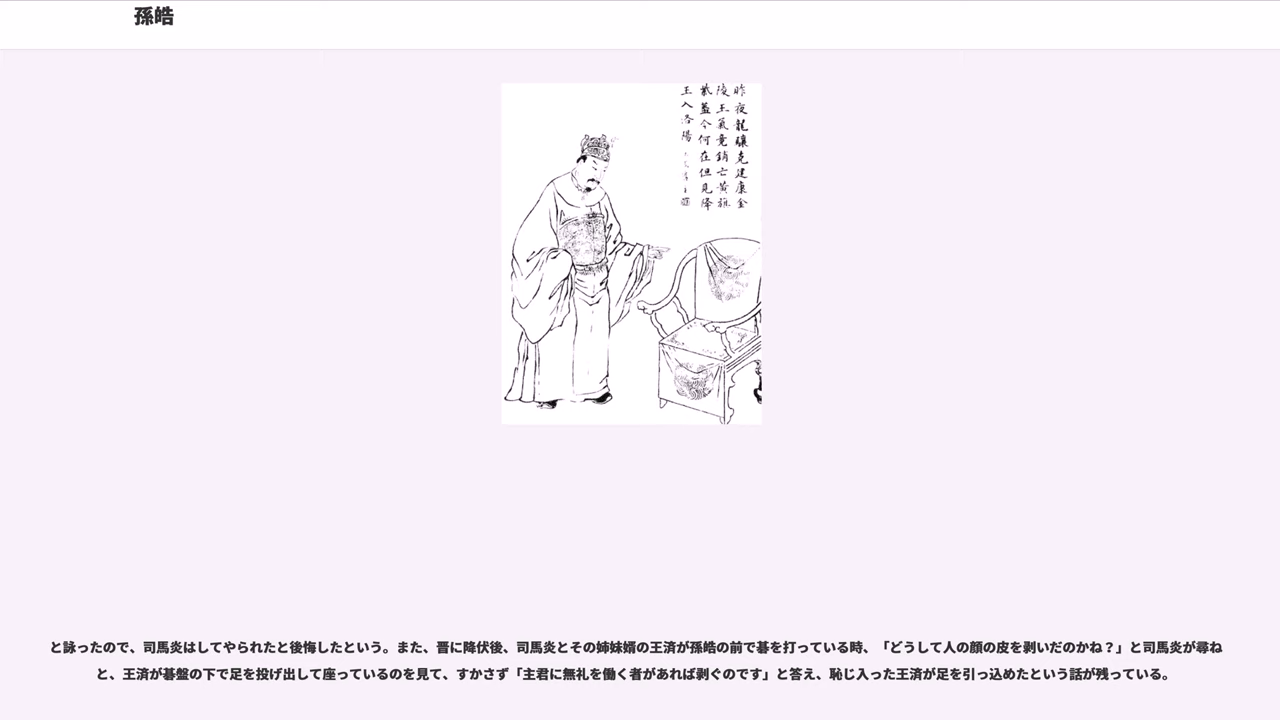 孫皓
昨夜龍驤克建康金
陵王氣竟銷亡黃旗
紫蓋今何在但見降
王入洛陽
と詠ったので、司馬炎はしてやられたと後悔したという。また、晋に降伏後、司馬炎とその姉妹婿の王済が孫皓の前で碁を打っている時、「どうして人の顔の皮を剥いだのかね？」と司馬炎が尋ね
と、王済が碁盤の下で足を投げ出して座っているのを見て、すかさず「主君に無礼を働く者があれば剥ぐのです」と答え、恥じ入った王済が足を引っ込めたという話が残っている。